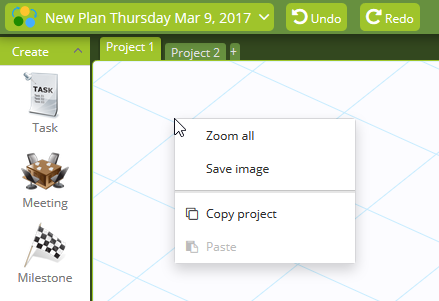 New Plan Thursday Mar 9, 2017
Undo
Redo
Create
Project 1
Project 2
+
TASK
Task
Meeting
Milestone
Zoom all
Save image
Copy project
Paste